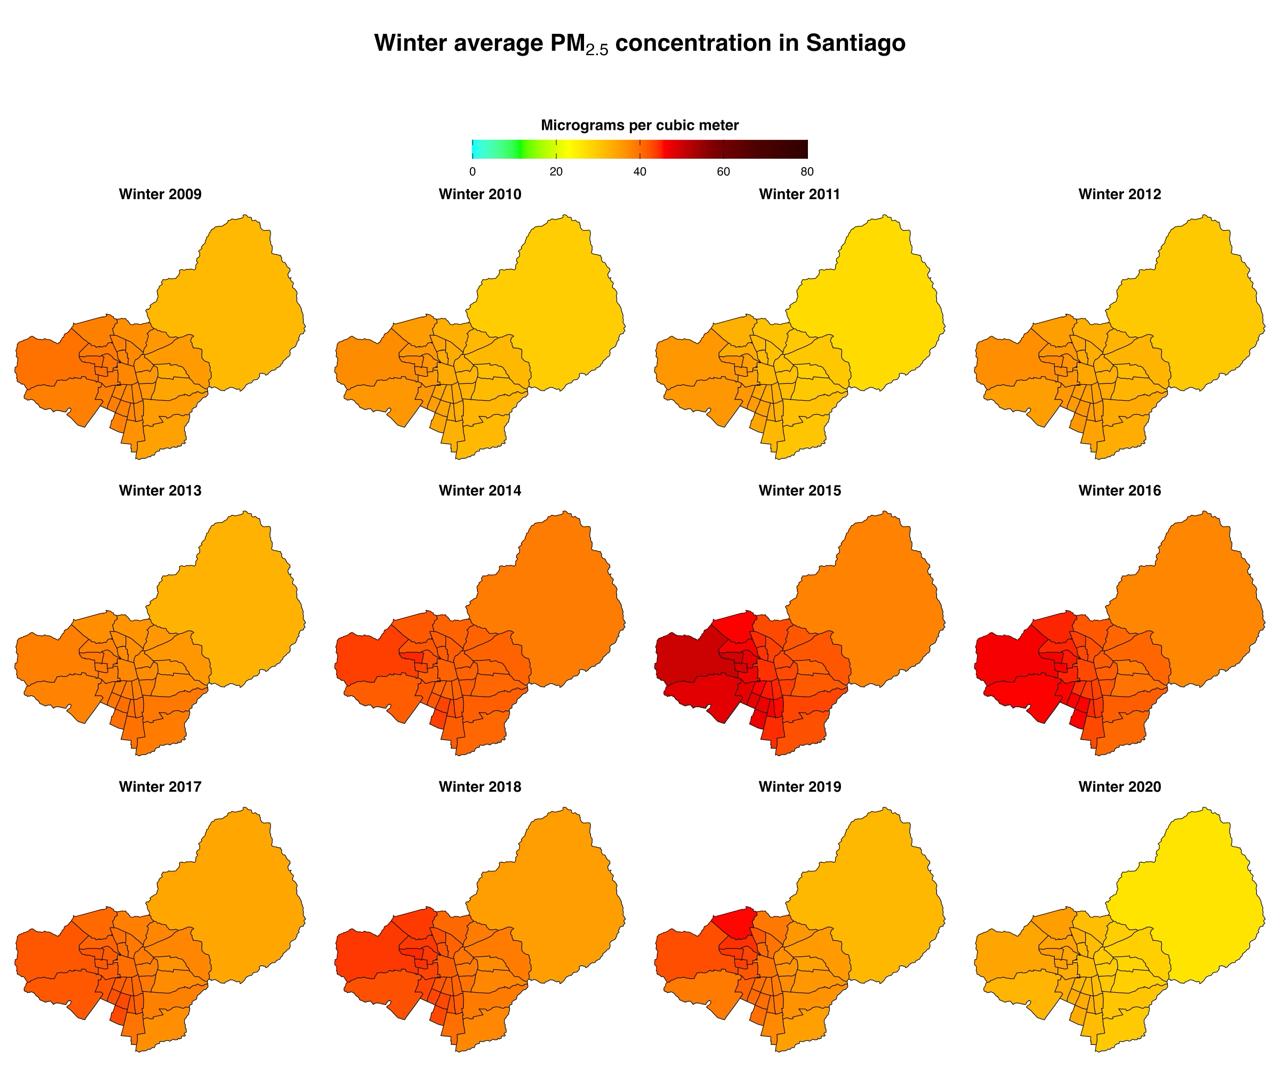 Winter average PM2.5 concentration in Santiago
Micrograms per cubic meter
0 20 40 60 80
Winter 2009 Winter 2010 Winter 2011 Winter 2012
Winter 2013 Winter 2014 Winter 2015 Winter 2016
Winter 2017 Winter 2018 Winter 2019 Winter 2020